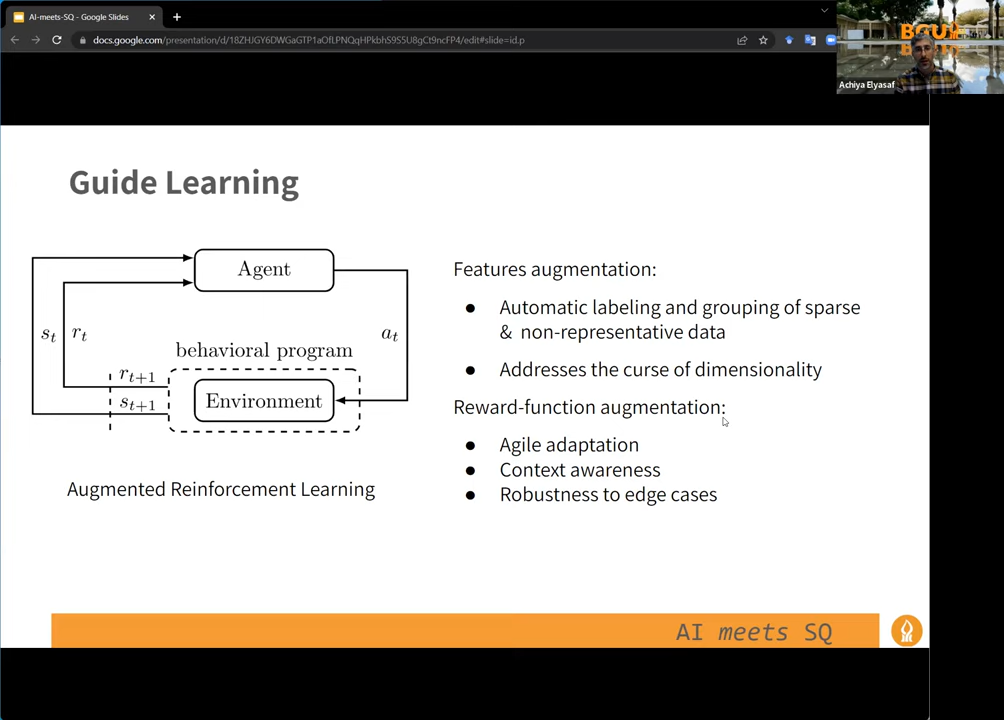 AI-meets-SQ - Google Slides
docs.google.com/presentation/d/18ZHJGY6DWGaGTP1aOfLPNQqHPkbhS9S5U8gCt9ncFP4/edit#slide=id.p
Achiya Elyasaf
Guide Learning
Agent
s_t
r_t
a_t
behavioral program
r_{t+1}
s_{t+1}
Environment
Augmented Reinforcement Learning
Features augmentation:
● Automatic labeling and grouping of sparse
& non-representative data
● Addresses the curse of dimensionality
Reward-function augmentation:
● Agile adaptation
● Context awareness
● Robustness to edge cases
AI meets SQ